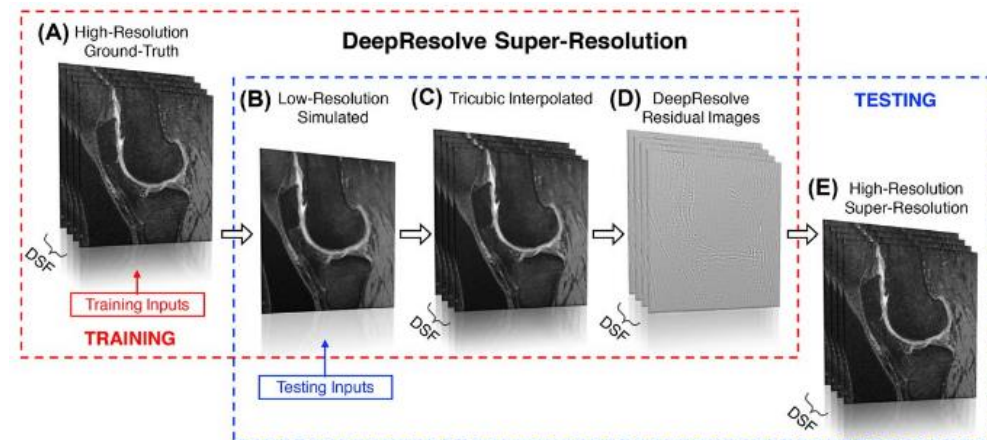 DeepResolve Super-Resolution
(A) High-Resolution
Ground-Truth
DSF
Training Inputs
TRAINING
(B) Low-Resolution
Simulated
Testing Inputs
(C) Tricubic Interpolated
DSF
(D) DeepResolve
Residual Images
DSF
TESTING
(E) High-Resolution
Super-Resolution
DSF